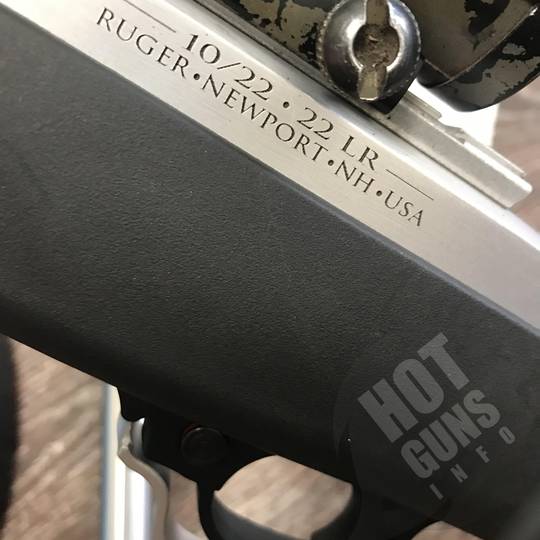 10/22 • 22 LR
RUGER • NEWPORT • NH • USA
HOT
GUNS
INFO